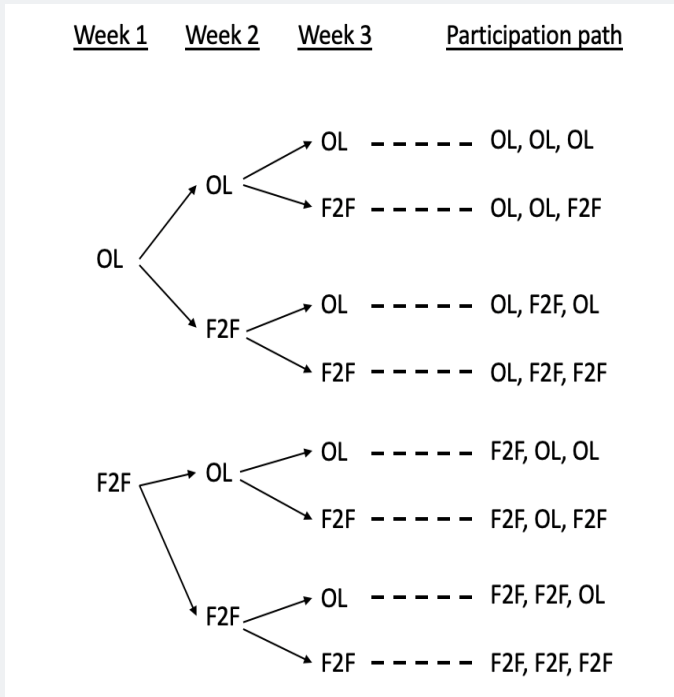 Week 1 Week 2 Week 3 Participation path
OL OL, OL, OL
OL
F2F OL, OL, F2F
OL
OL OL, F2F, OL
F2F
F2F OL, F2F, F2F
OL F2F, OL, OL
F2F OL
F2F F2F, OL, F2F
OL F2F, F2F, OL
F2F
F2F F2F, F2F, F2F